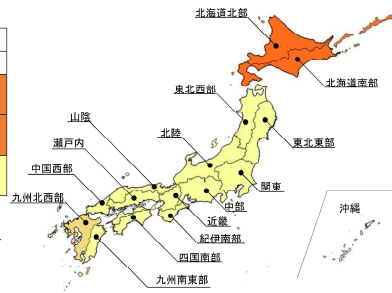 北海道北部
北海道南部
東北西部
山陰
北陸
東北東部
瀬戸内
中国西部
関東
九州北西部
中部
沖縄
近畿
紀伊南部
四国南部
九州南東部